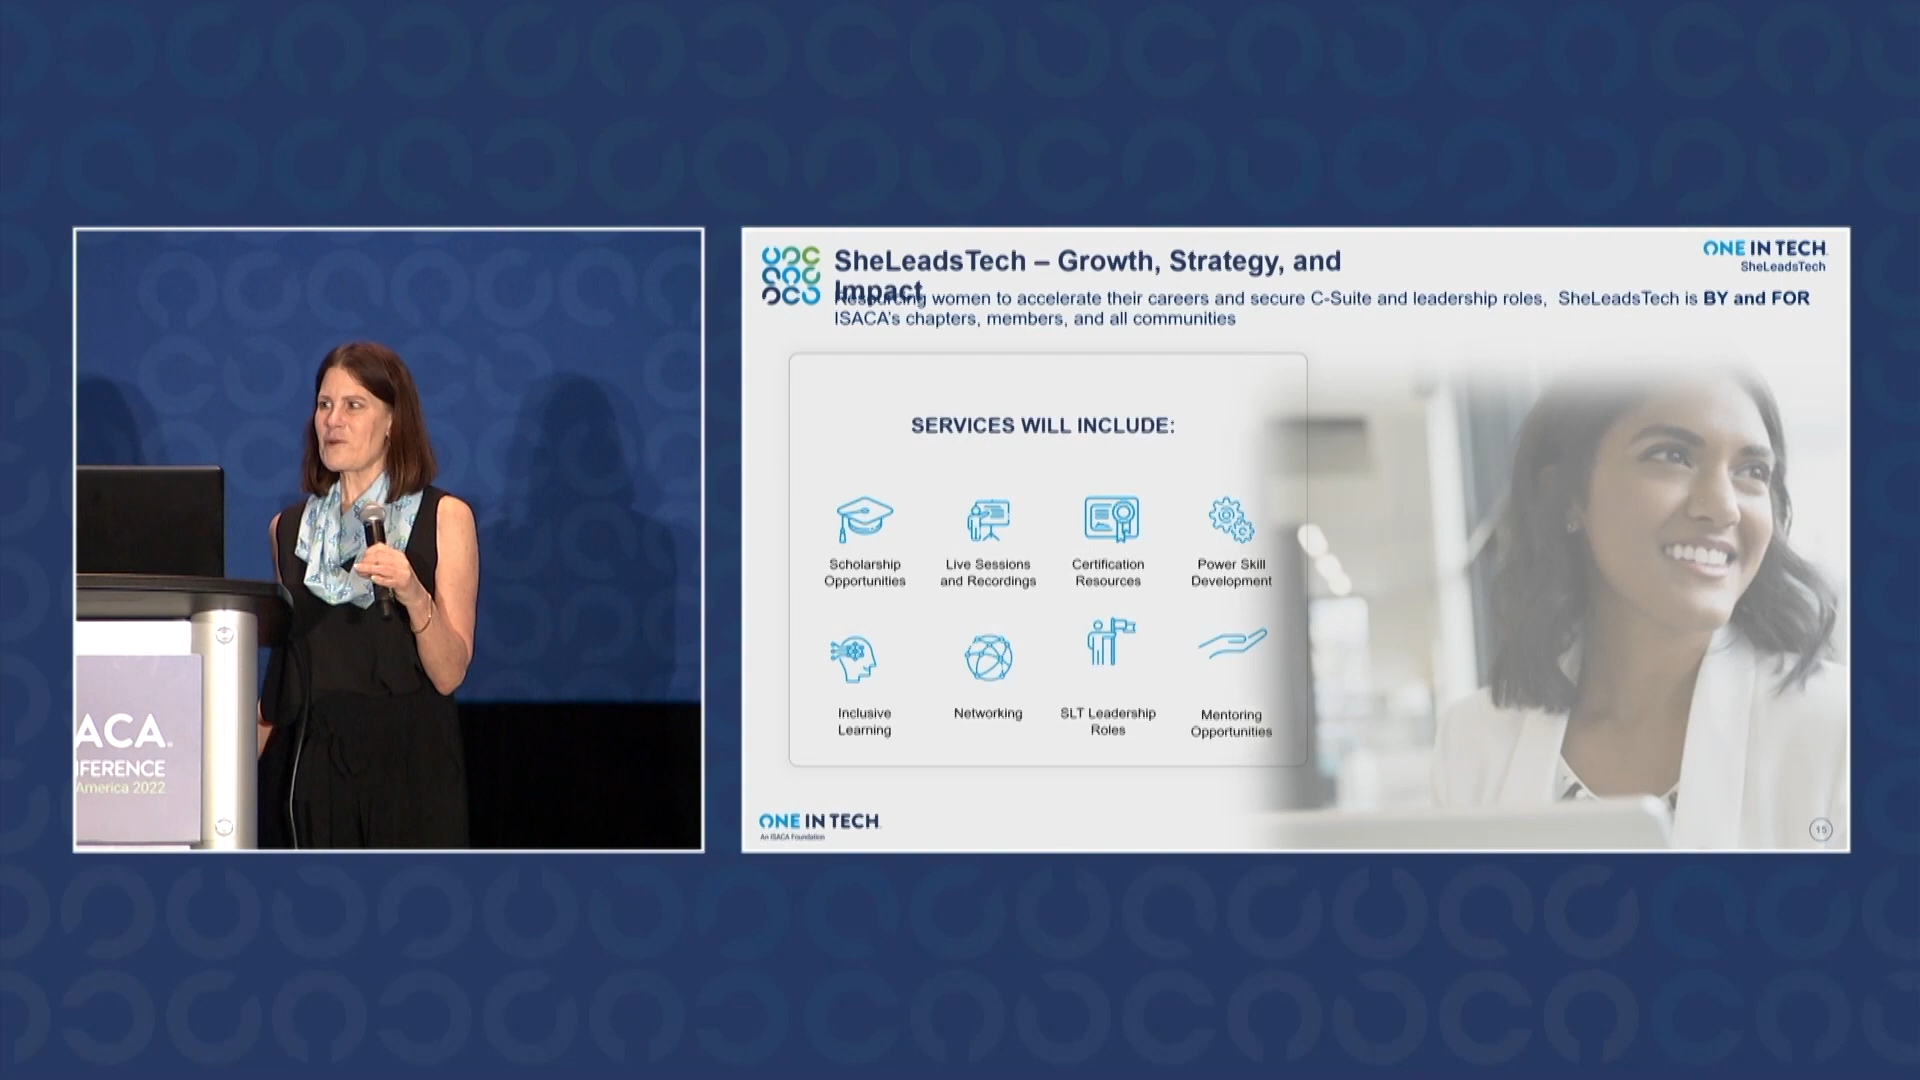 ACA.
FERENCE
America 2022
SheLeadsTech – Growth, Strategy, and
Impact
Resourcing women to accelerate their careers and secure C-Suite and leadership roles, SheLeadsTech is BY and FOR
ISACA's chapters, members, and all communities
ONE IN TECH
SheLeadsTech
SERVICES WILL INCLUDE:
Scholarship
Opportunities
Live Sessions
and Recordings
Certification
Resources
Power Skill
Development
Inclusive
Learning
Networking
SLT Leadership
Roles
Mentoring
Opportunities
ONE IN TECH
An ISACA Foundation
15